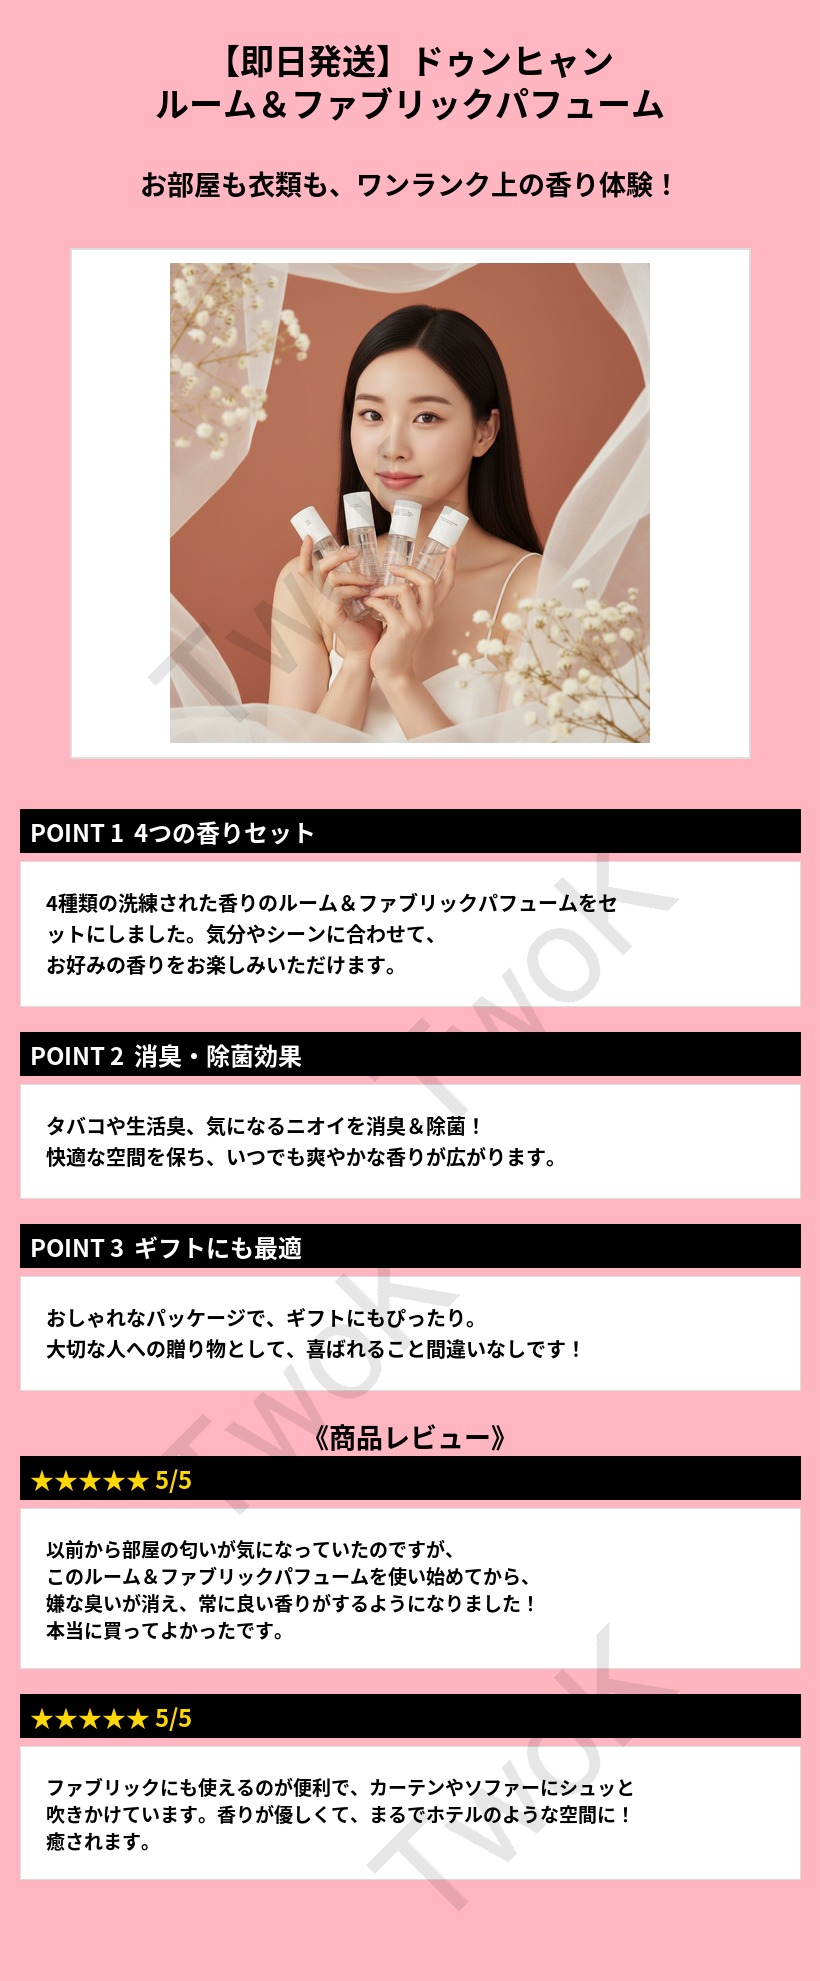 【即日発送】ドゥンヒャン
ルーム＆ファブリックパフューム
お部屋も衣類も、ワンランク上の香り体験！
TwoK
POINT 1 4つの香りセット
4種類の洗練された香りのルーム＆ファブリックパフュームをセ
ットにしました。気分やシーンに合わせて、
お好みの香りをお楽しみいただけます。
TwoK
POINT 2 消臭・除菌効果
タバコや生活臭、気になるニオイを消臭＆除菌！
快適な空間を保ち、いつでも爽やかな香りが広がります。
POINT 3 ギフトにも最適
おしゃれなパッケージで、ギフトにもぴったり。
大切な人への贈り物として、喜ばれること間違いなしです！
TwoK
《商品レビュー》
★★★★★ 5/5
以前から部屋の匂いが気になっていたのですが、
このルーム＆ファブリックパフュームを使い始めてから、
嫌な臭いが消え、常に良い香りがするようになりました！
本当に買ってよかったです。
★★★★★ 5/5
ファブリックにも使えるのが便利で、カーテンやソファーにシュッと
吹きかけています。香りが優しくて、まるでホテルのような空間に！
癒されます。
TwoK